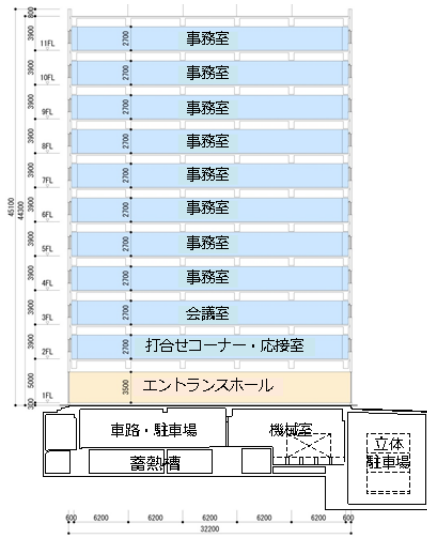 800
3900
11FL
2700
事務室
3900
10FL
2700
事務室
3900
9FL
2700
事務室
3900
8FL
2700
事務室
3900
7FL
2700
事務室
3900
6FL
2700
事務室
3900
5FL
2700
事務室
3900
4FL
2700
事務室
3900
3FL
2700
会議室
3900
2FL
2700
打合せコーナー・応接室
5000
1FL
3500
エントランスホール
300
45100
44300
車路・駐車場
機械室
立体
駐車場
蓄熱槽
600 6200 6200 6200 6200 6200 600
32200